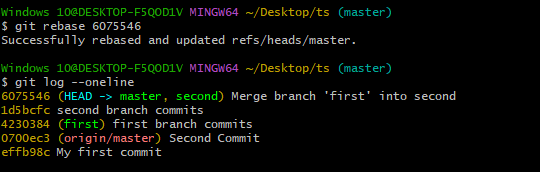 Windows 10@DESKTOP-F5QOD1V MINGW64 ~/Desktop/ts (master)
$ git rebase 6075546
Successfully rebased and updated refs/heads/master.
Windows 10@DESKTOP-F5QOD1V MINGW64 ~/Desktop/ts (master)
$ git log --oneline
6075546 (HEAD -> master, second) Merge branch 'first' into second
1d5bcfc second branch commits
4230384 (first) first branch commits
0700ec3 (origin/master) Second Commit
effb98c My first commit